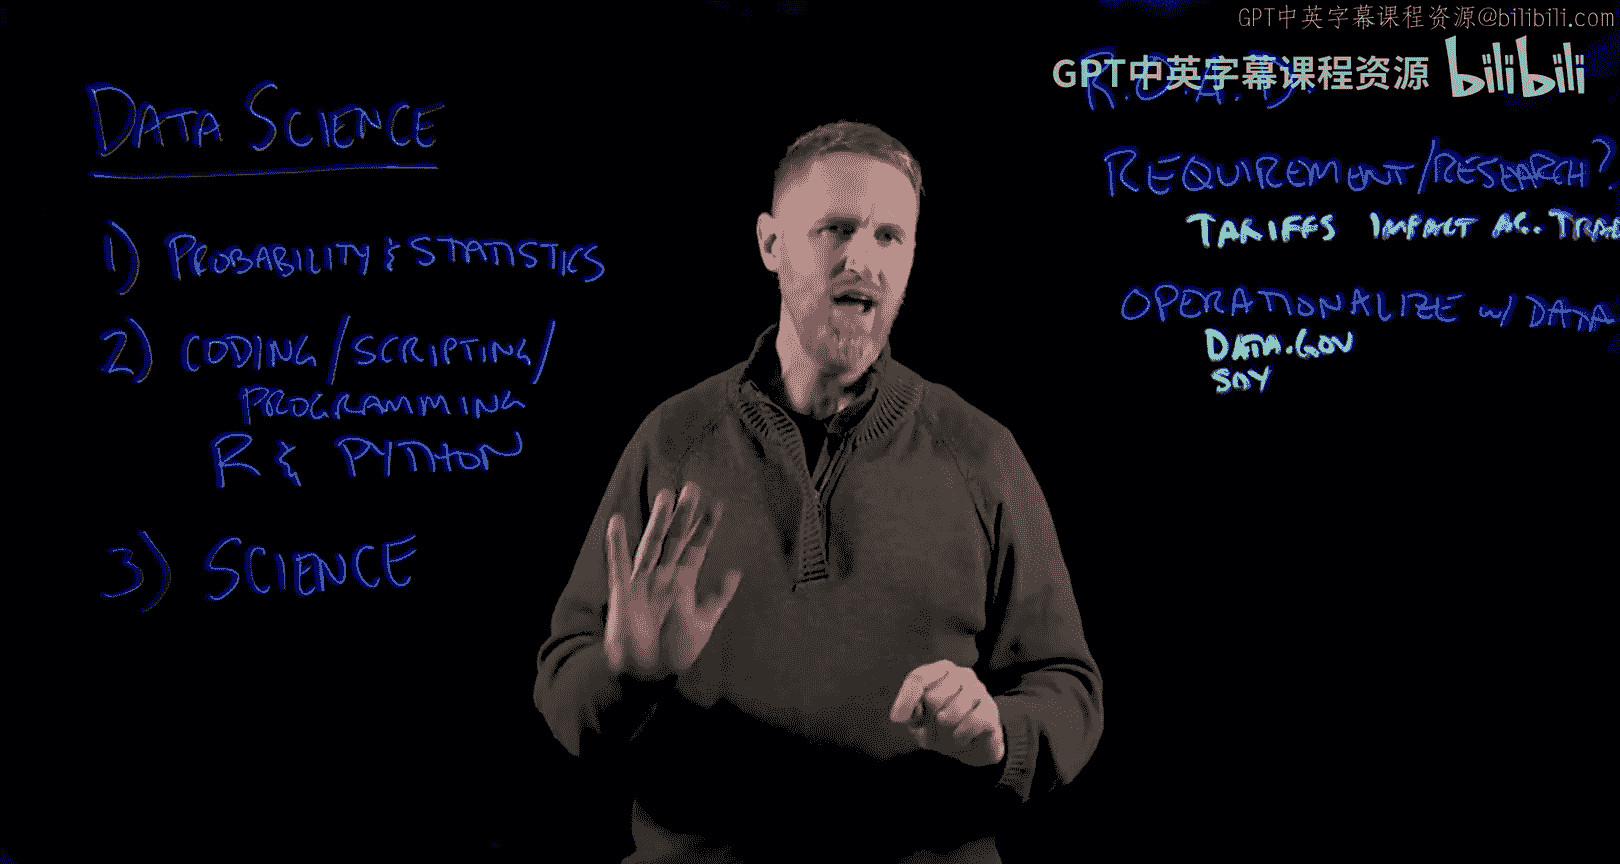 GPT中英字幕课程资源@bilibili.com
GPT中英字幕课程资源 bilibili
DATA SCIENCE
1) PROBABILITY & STATISTICS
2) CODING/SCRIPTING/
PROGRAMMING
R & PYTHON
3) SCIENCE
R.O.A.D.
REQUIREMENT/RESEARCH?
TARIFFS IMPACT AG. TRAD
OPERATIONALIZE W/ DATA
DATA.GOV
SOY